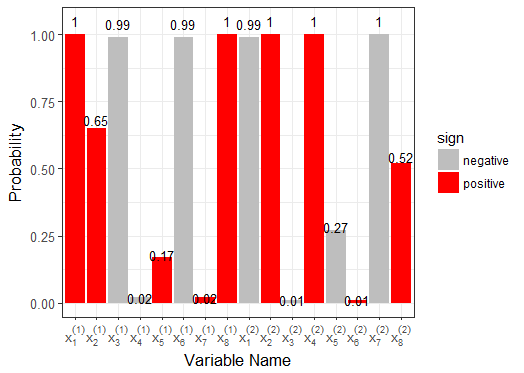 1 0.99 0.99 1 0.99 1 1 1
1.00
0.75
0.65
0.52
0.50
0.27
0.25
0.17
0.02 0.02 0.01 0.01
0.00
Probability
sign
negative
positive
x₁⁽¹⁾ x₂⁽¹⁾ x₃⁽¹⁾ x₄⁽¹⁾ x₅⁽¹⁾ x₆⁽¹⁾ x₇⁽¹⁾ x₈⁽¹⁾ x₁⁽²⁾ x₂⁽²⁾ x₃⁽²⁾ x₄⁽²⁾ x₅⁽²⁾ x₆⁽²⁾ x₇⁽²⁾ x₈⁽²⁾
Variable Name